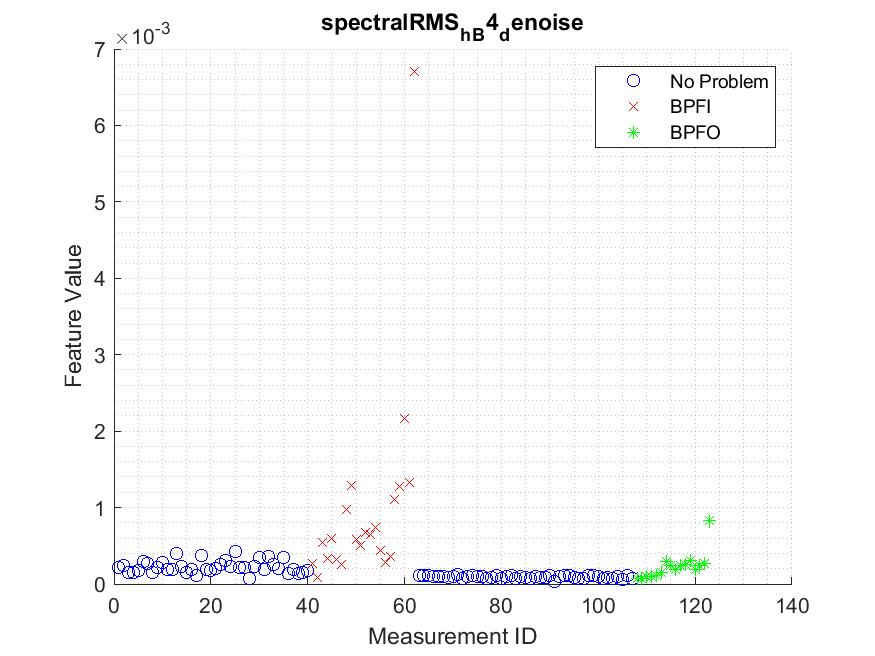 spectralRMS_hB4_denoise
×10^-3
7
6
5
4
3
2
1
0
Feature Value
No Problem
BPFI
BPFO
0 20 40 60 80 100 120 140
Measurement ID